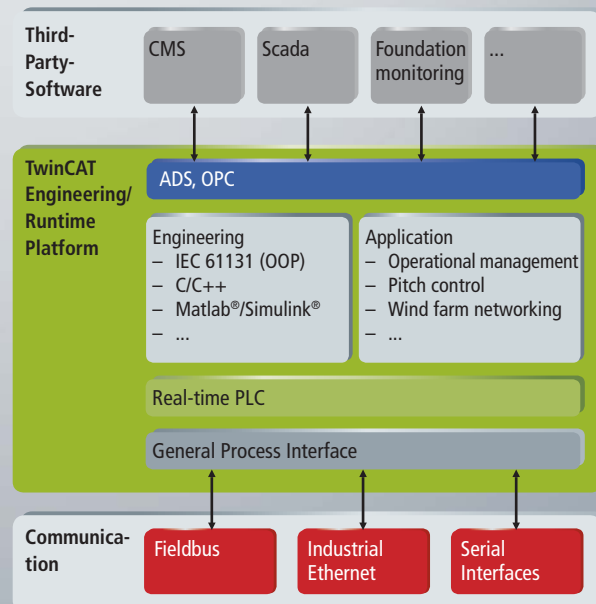 Third-
Party-
Software
CMS
Scada
Foundation
monitoring
...
TwinCAT
Engineering/
Runtime
Platform
ADS, OPC
Engineering
– IEC 61131 (OOP)
– C/C++
– Matlab®/Simulink®
– ...
Application
– Operational management
– Pitch control
– Wind farm networking
– ...
Real-time PLC
General Process Interface
Communica-
tion
Fieldbus
Industrial
Ethernet
Serial
Interfaces